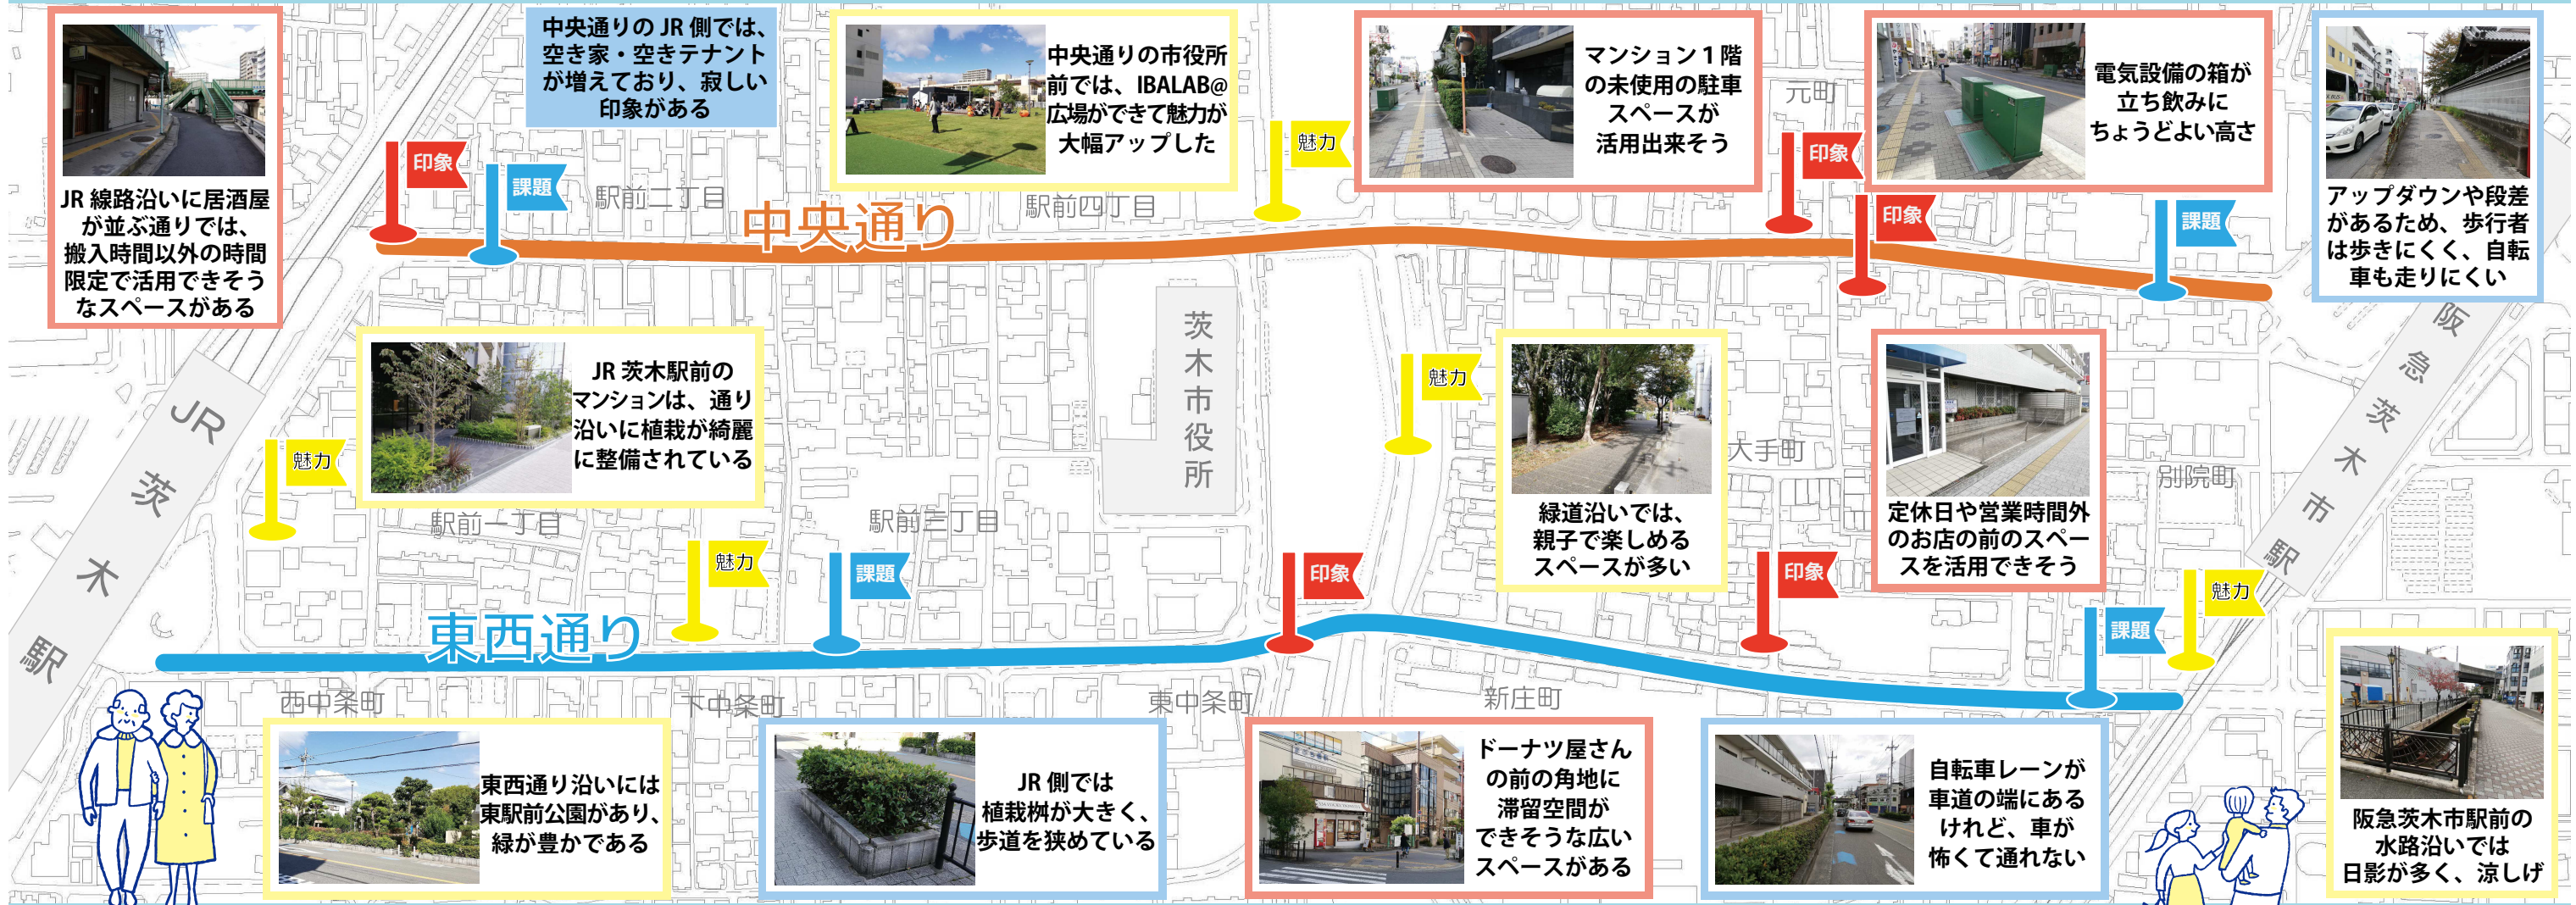 JR 線路沿いに居酒屋
が並ぶ通りでは、
搬入時間以外の時間
限定で活用できそう
なスペースがある
中央通りの JR 側では、
空き家・空きテナント
が増えており、寂しい
印象がある
中央通りの市役所
前では、IBALAB@
広場ができて魅力が
大幅アップした
マンション１階
の未使用の駐車
スペースが
活用出来そう
電気設備の箱が
立ち飲みに
ちょうどよい高さ
アップダウンや段差
があるため、歩行者
は歩きにくく、自転
車も走りにくい
印象
課題
魅力
印象
印象
課題
元町
駅前二丁目
中央通り
駅前四丁目
JR 茨木駅前の
マンションは、通り
沿いに植栽が綺麗
に整備されている
茨木市役所
魅力
緑道沿いでは、
親子で楽しめる
スペースが多い
大手町
定休日や営業時間外
のお店の前のスペー
スを活用できそう
別院町
阪急茨木市駅
JR 茨木駅
魅力
駅前一丁目
駅前三丁目
魅力
課題
印象
印象
課題
魅力
東西通り
西中条町
下中条町
東中条町
新庄町
東西通り沿いには
東駅前公園があり、
緑が豊かである
JR 側では
植栽桝が大きく、
歩道を狭めている
ドーナツ屋さん
の前の角地に
滞留空間が
できそうな広い
スペースがある
自転車レーンが
車道の端にある
けれど、車が
怖くて通れない
阪急茨木市駅前の
水路沿いでは
日影が多く、涼しげ